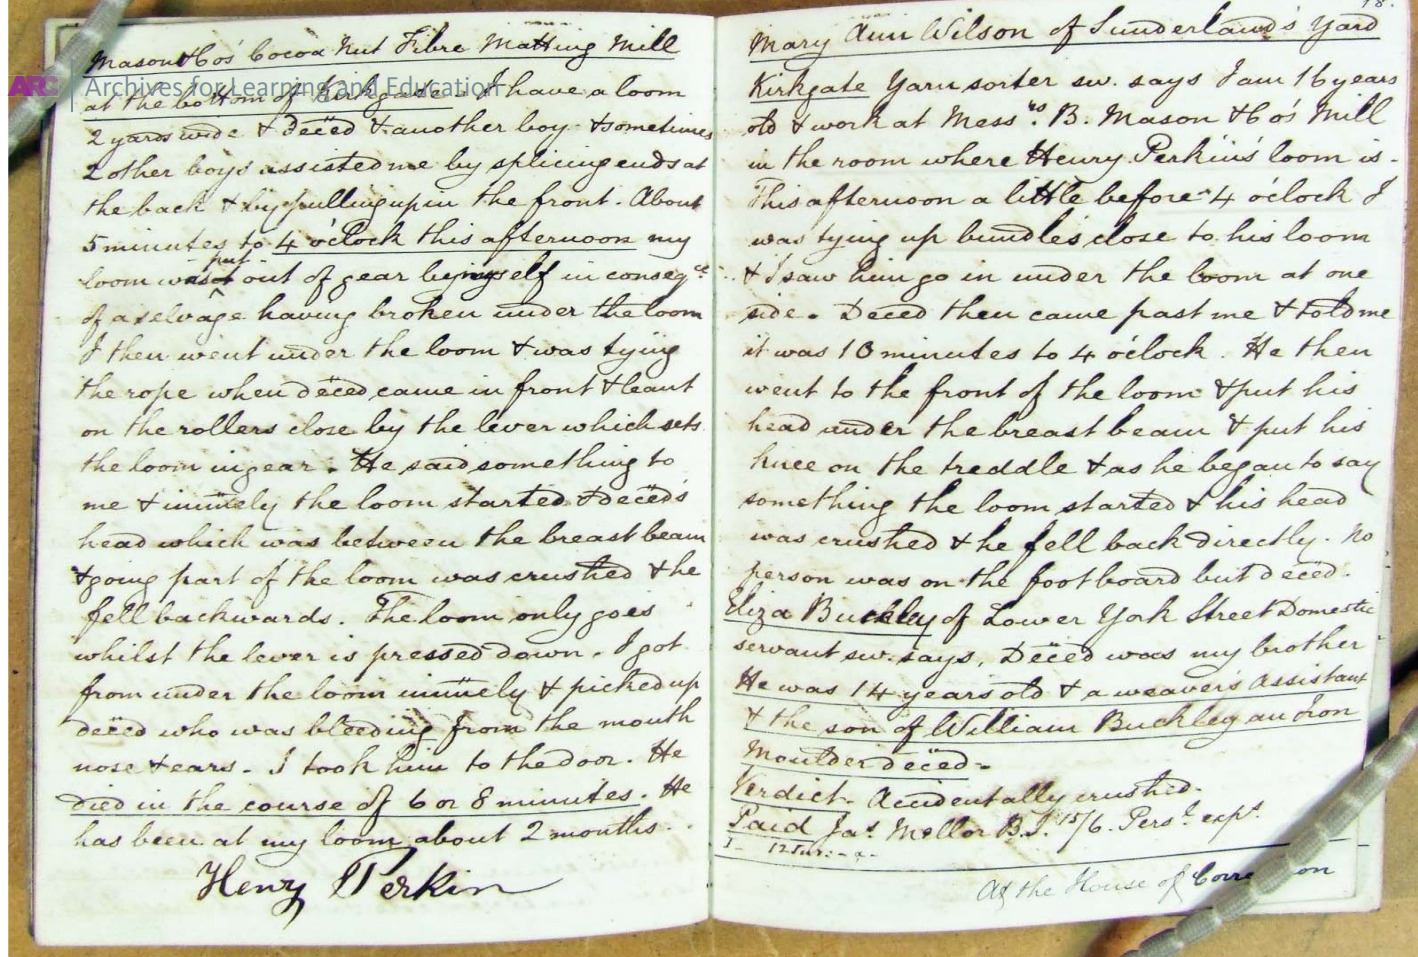 Mason & Co's Cocoa Nut Fibre Matting Mill
ARC Archives for Learning and Education
at the bottom of Kirkgate. I have a loom
2 yards wide & deced & another boy & sometimes
2 other boys assisted me by splicing ends at
the back & by pulling up in the front. About
5 minutes to 4 o'clock this afternoon my
put
loom was out of gear by myself in conseqce
of a selvage having broken under the loom
I then went under the loom & was tying
the rope when deced came in front & leant
on the rollers close by the lever which sets
the loom in gear. He said something to
me & immely the loom started & deced's
head which was between the breast beam
& going part of the loom was crushed & he
fell backwards. The loom only goes
whilst the lever is pressed down. I got
from under the loom immely & picked up
deced who was bleeding from the mouth
nose & ears. I took him to the door. He
died in the course of 6 or 8 minutes. He
has been at my loom about 2 months.
Henry Perkin
18.
Mary Ann Wilson of Sunderland's Yard
Kirkgate Yarn sorter sw. says I am 16 years
old & work at Messrs. B. Mason & Co's Mill
in the room where Henry Perkin's loom is.
This afternoon a little before 4 o'clock I
was tying up bundles close to his loom
& I saw him go in under the loom at one
side. Deced then came past me & told me
it was 10 minutes to 4 o'clock. He then
went to the front of the loom & put his
head under the breast beam & put his
knee on the treddle & as he began to say
something the loom started & his head
was crushed & he fell back directly. No
person was on the foot board but deced.
Eliza Buckley of Lower York Street Domestic
servant sw. says, Deced was my brother
He was 14 years old & a weaver's assistant
& the son of William Buckley an Iron
Moulder deced.
Verdict. Accidentally crushed.
Paid Jas. Mellor B.S. 15/6. Persl. exps.
At the House of Correction